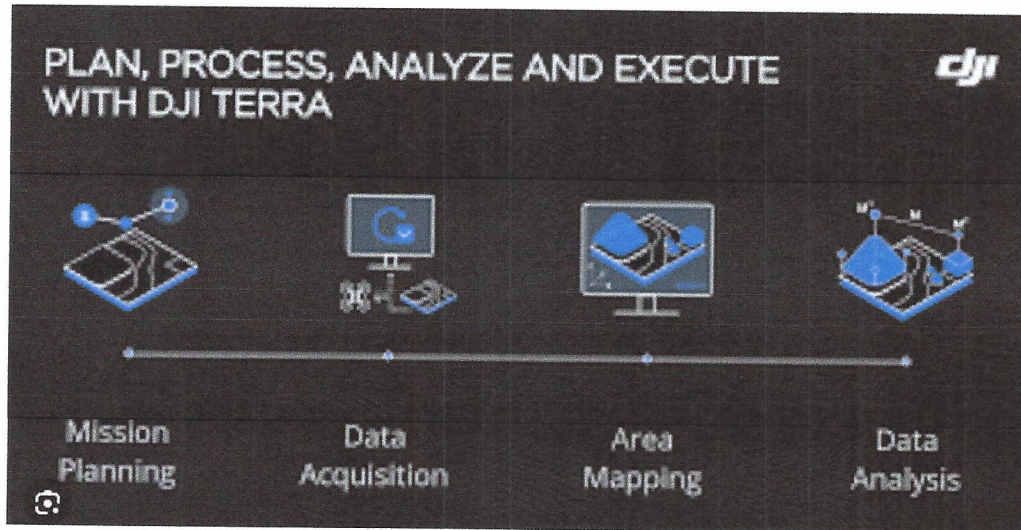 PLAN, PROCESS, ANALYZE AND EXECUTE
WITH DJI TERRA
dji
Mission
Planning
Data
Acquisition
Area
Mapping
M
Data
Analysis